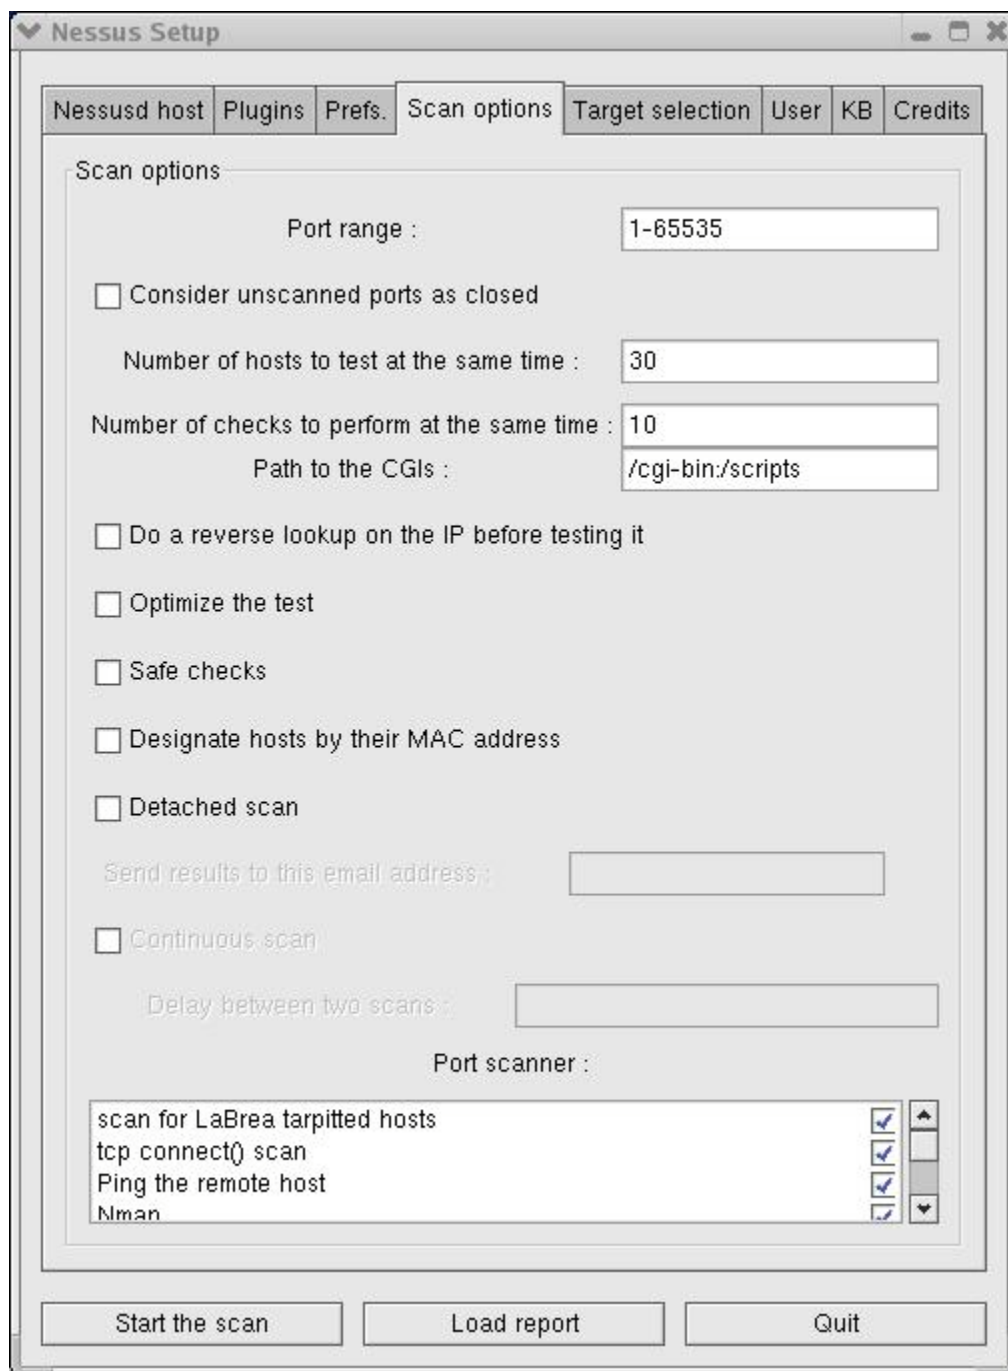 Nessus Setup
Nessusd host Plugins Prefs. Scan options Target selection User KB Credits
Scan options
Port range : 1-65535
Consider unscanned ports as closed
Number of hosts to test at the same time : 30
Number of checks to perform at the same time : 10
Path to the CGIs : /cgi-bin:/scripts
Do a reverse lookup on the IP before testing it
Optimize the test
Safe checks
Designate hosts by their MAC address
Detached scan
Send results to this email address :
Continuous scan
Delay between two scans :
Port scanner :
scan for LaBrea tarpitted hosts
tcp connect() scan
Ping the remote host
Nmap
Start the scan Load report Quit